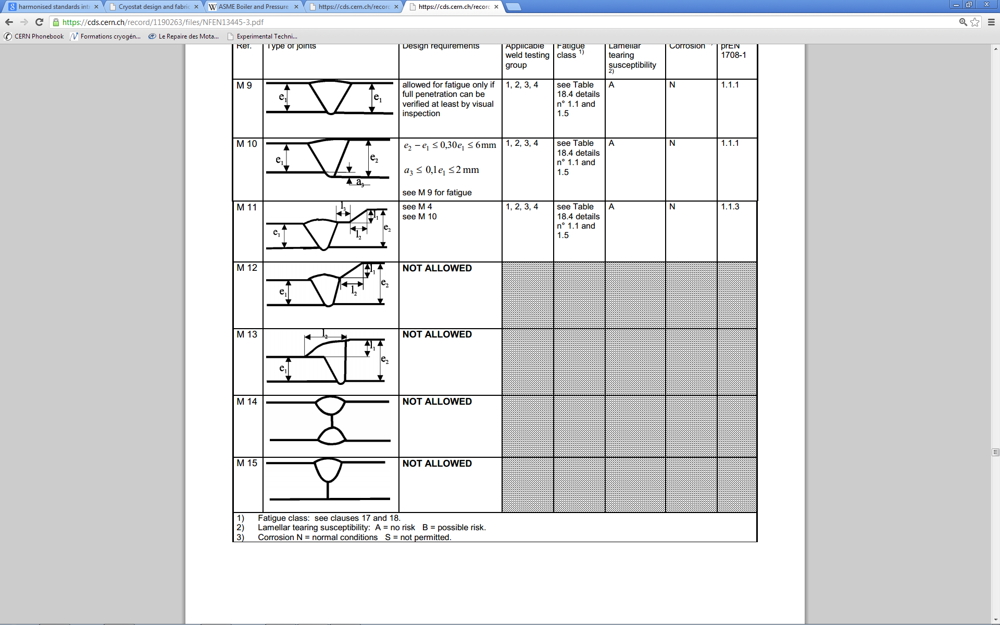 harmonised standards int
Cryostat design and fabric
ASME Boiler and Pressure
https://cds.cern.ch/recorc
https://cds.cern.ch/recorc
https://cds.cern.ch/record/1190263/files/NFEN13445-3.pdf
CERN Phonebook
Formations cryogén...
Le Repaire des Mota...
Experimental Techni...
Ref.
Type of joints
Design requirements
Applicable
weld testing
group
Fatigue
class 1)
Lamellar
tearing
susceptibility
2)
Corrosion
prEN
1708-1
M 9
e1
e1
allowed for fatigue only if
full penetration can be
verified at least by visual
inspection
1, 2, 3, 4
see Table
18.4 details
n° 1.1 and
1.5
A
N
1.1.1
M 10
e1
e2
a3
e2 – e1 ≤ 0,30e1 ≤ 6mm
a3 ≤ 0,1e1 ≤ 2 mm
see M 9 for fatigue
1, 2, 3, 4
see Table
18.4 details
n° 1.1 and
1.5
A
N
1.1.1
M 11
l3
l1
e1
l2
e2
see M 4
see M 10
1, 2, 3, 4
see Table
18.4 details
n° 1.1 and
1.5
A
N
1.1.3
M 12
l1
e1
l2
e2
NOT ALLOWED
M 13
l2
l1
e1
e2
NOT ALLOWED
M 14
NOT ALLOWED
M 15
NOT ALLOWED
1) Fatigue class: see clauses 17 and 18.
2) Lamellar tearing susceptibility: A = no risk B = possible risk.
3) Corrosion N = normal conditions S = not permitted.